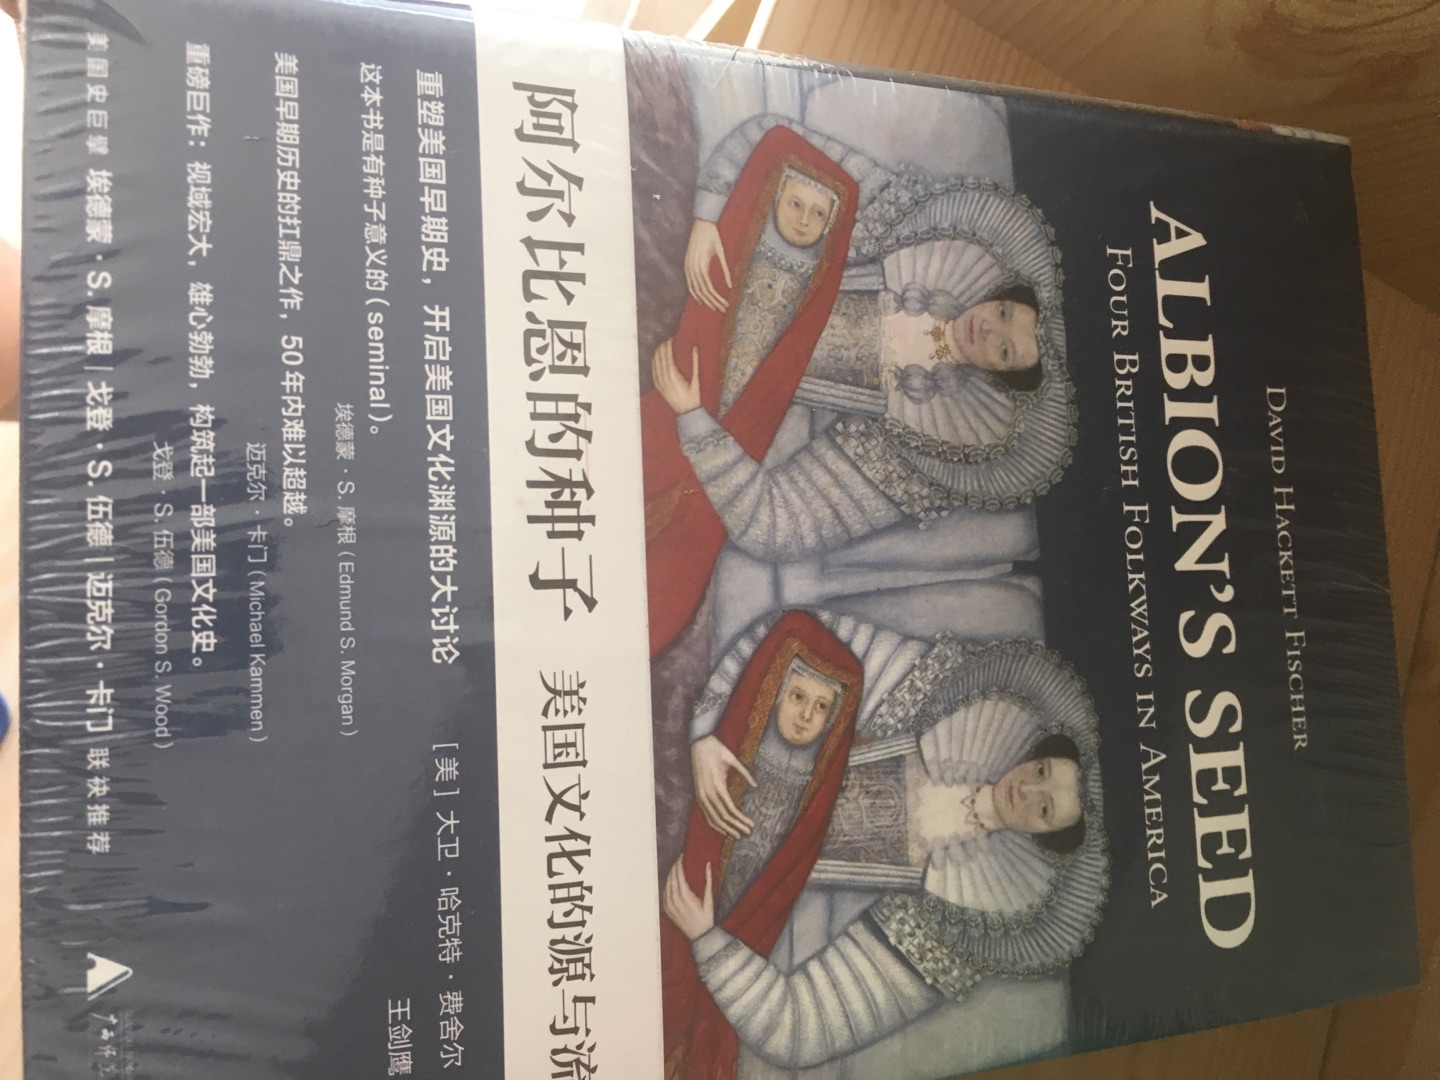 DAVID HACKETT FISCHER
ALBION'S SEED
FOUR BRITISH FOLKWAYS IN AMERICA
阿尔比恩的种子 美国文化的源与流
重塑美国早期史，开启美国文化渊源的大讨论 [美] 大卫·哈克特·费舍尔
王剑鹰
这本书是有种子意义的(seminal)。
埃德蒙·S. 摩根(Edmund S. Morgan)
美国早期历史的扛鼎之作，50年内难以超越。
迈克尔·卡门(Michael Kammen)
重磅巨作：视域宏大，雄心勃勃，构筑起一部美国文化史。
戈登·S. 伍德(Gordon S. Wood)
美国史巨擘 埃德蒙·S. 摩根|戈登·S. 伍德|迈克尔·卡门 联袂推荐